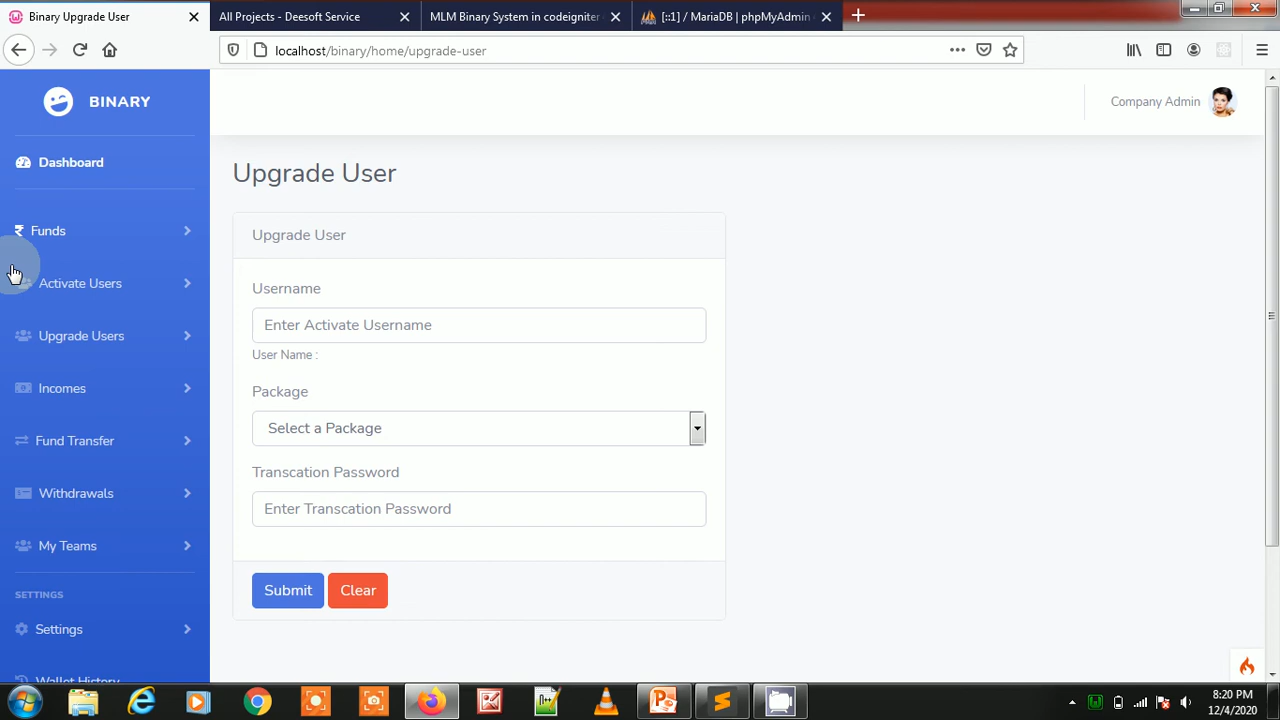 Binary Upgrade User
All Projects - Deesoft Service
MLM Binary System in codeigniter
[::1] / MariaDB | phpMyAdmin
localhost/binary/home/upgrade-user
BINARY
Company Admin
Dashboard
Funds
Activate Users
Upgrade Users
Incomes
Fund Transfer
Withdrawals
My Teams
SETTINGS
Settings
Wallet History
Upgrade User
Upgrade User
Username
Enter Activate Username
User Name :
Package
Select a Package
Transcation Password
Enter Transcation Password
Submit
Clear
8:20 PM
12/4/2020